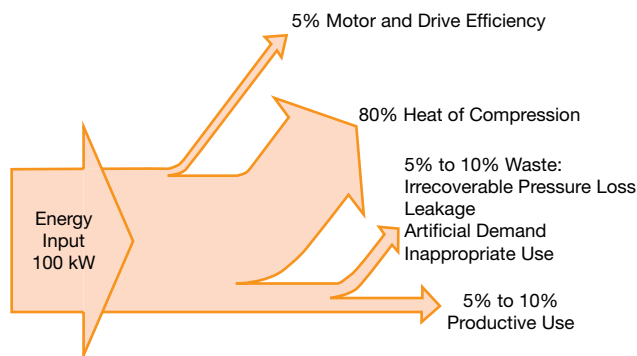 5% Motor and Drive Efficiency
80% Heat of Compression
5% to 10% Waste:
Irrecoverable Pressure Loss
Leakage
Artificial Demand
Inappropriate Use
Energy
Input
100 kW
5% to 10%
Productive Use